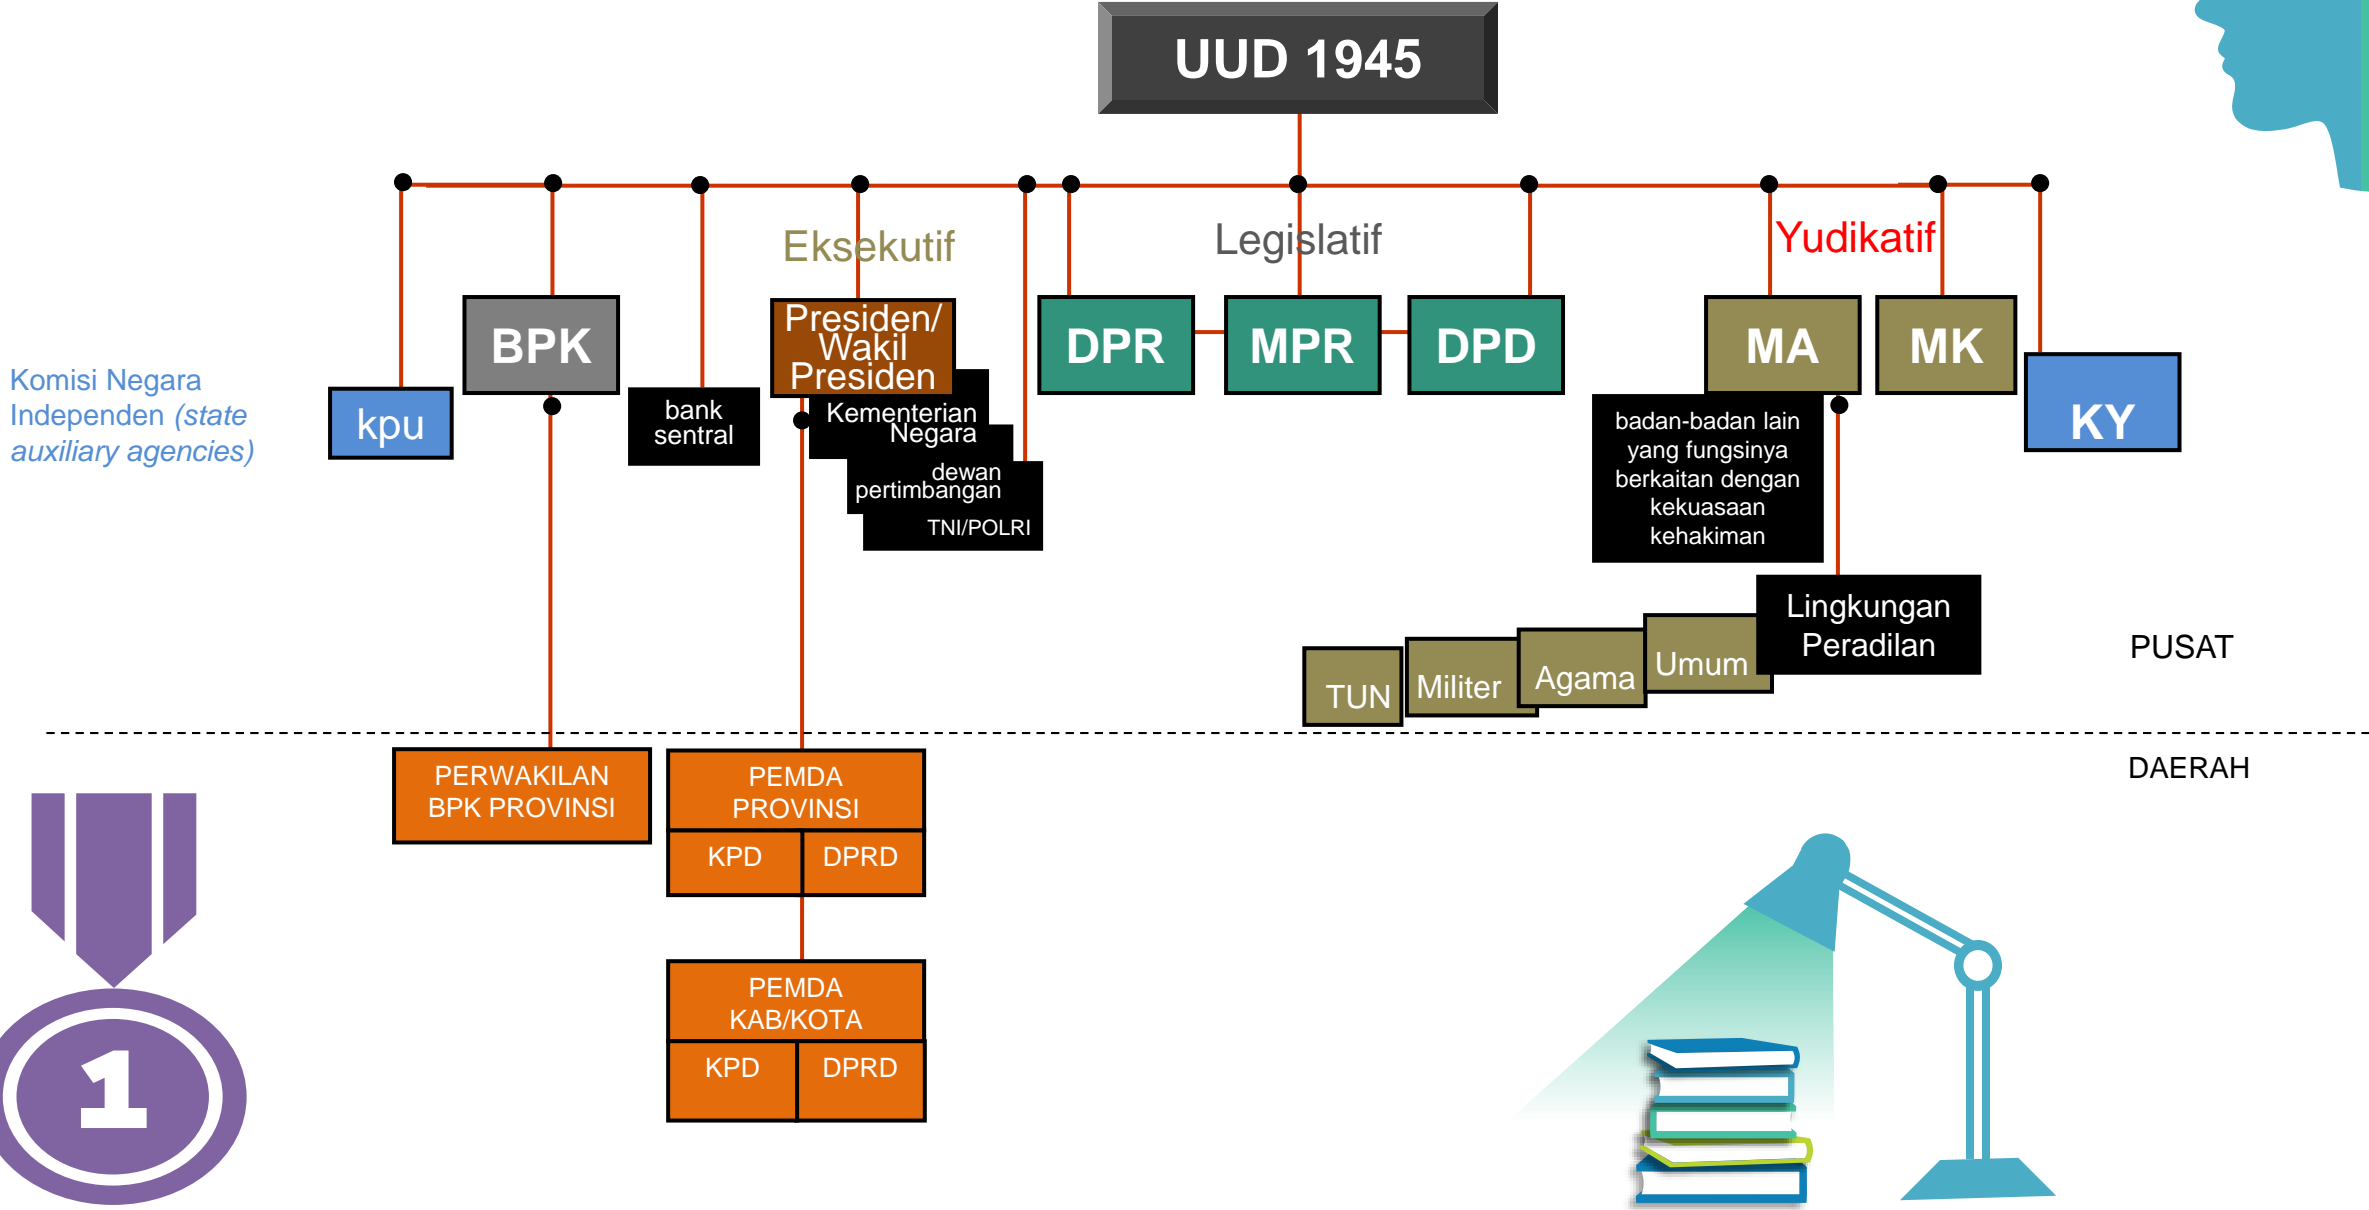 UUD 1945
Eksekutif
Legislatif
Yudikatif
Komisi Negara
Independen (state
auxiliary agencies)
kpu
BPK
bank
sentral
Presiden/
Wakil
Presiden
Kementerian
Negara
dewan
pertimbangan
TNI/POLRI
DPR
MPR
DPD
MA
MK
KY
badan-badan lain
yang fungsinya
berkaitan dengan
kekuasaan
kehakiman
Lingkungan
Peradilan
Umum
Agama
Militer
TUN
PUSAT
DAERAH
PERWAKILAN
BPK PROVINSI
PEMDA
PROVINSI
KPD
DPRD
PEMDA
KAB/KOTA
KPD
DPRD
1